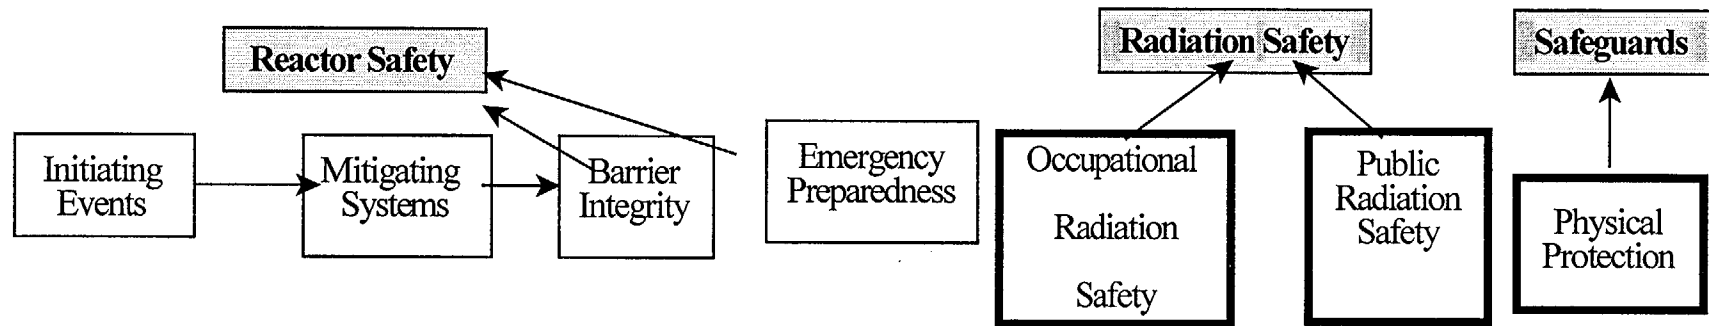 Reactor Safety
Radiation Safety
Safeguards
Initiating
Events
Mitigating
Systems
Barrier
Integrity
Emergency
Preparedness
Occupational
Radiation
Safety
Public
Radiation
Safety
Physical
Protection